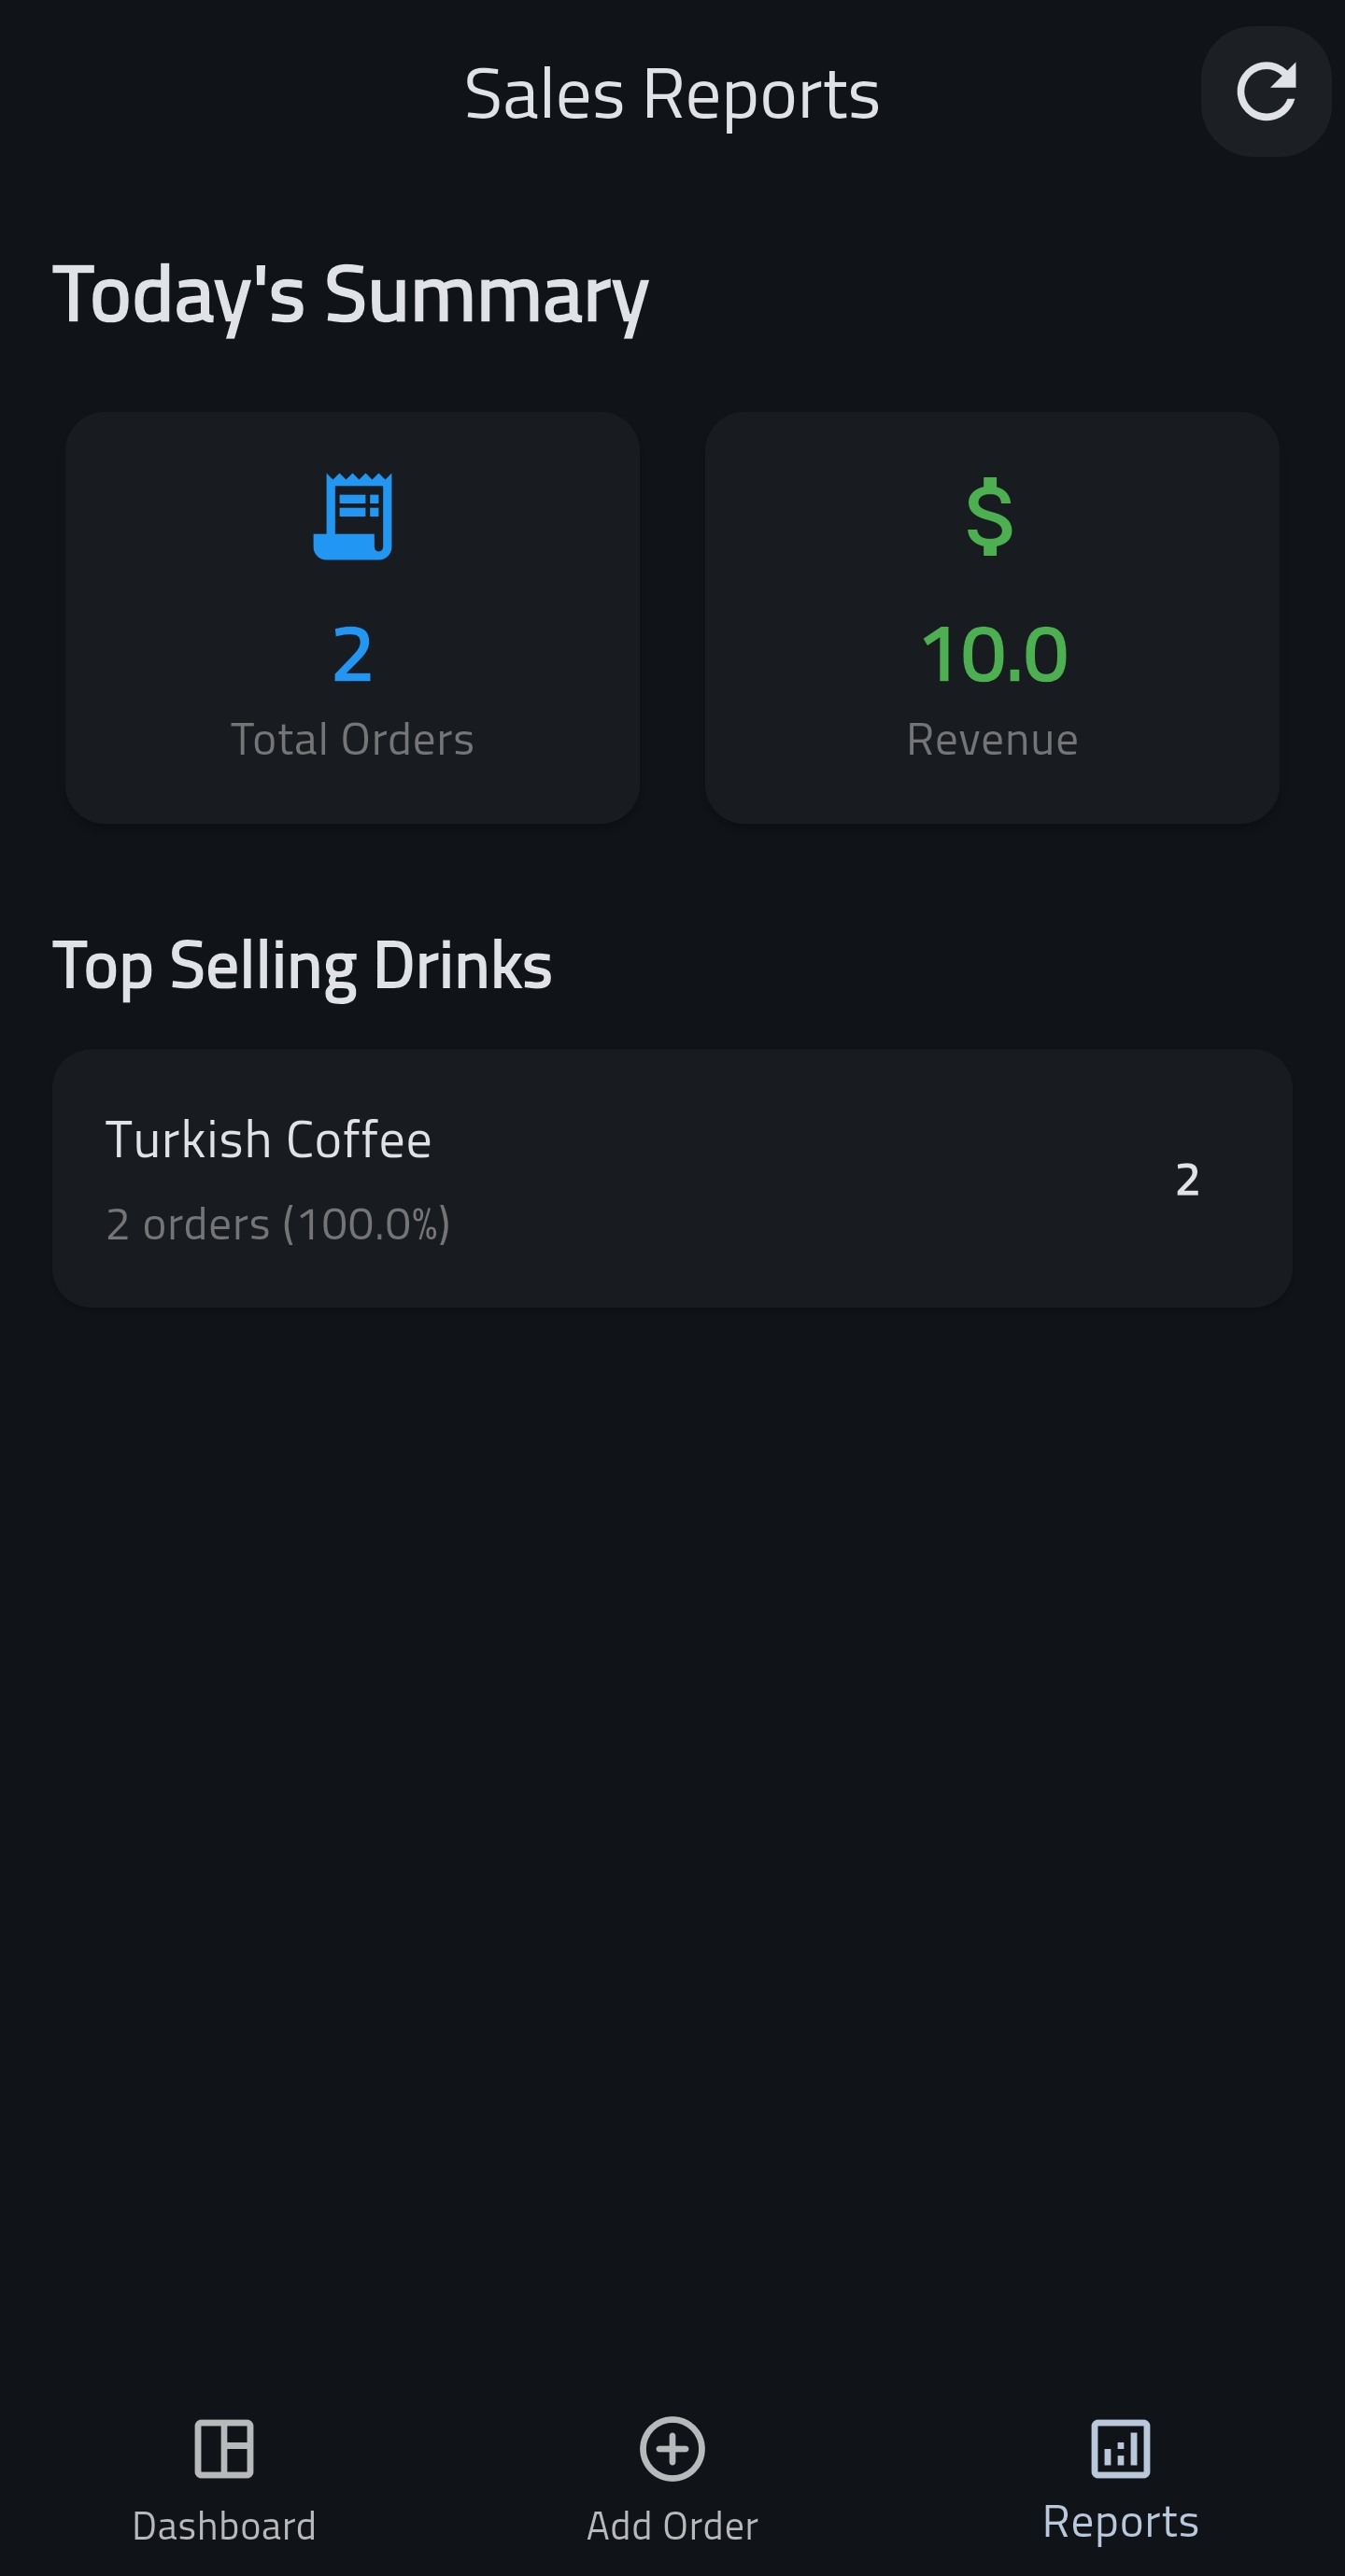 Sales Reports
Today's Summary
2
Total Orders
$
10.0
Revenue
Top Selling Drinks
Turkish Coffee
2 orders (100.0%)
2
Dashboard
Add Order
Reports